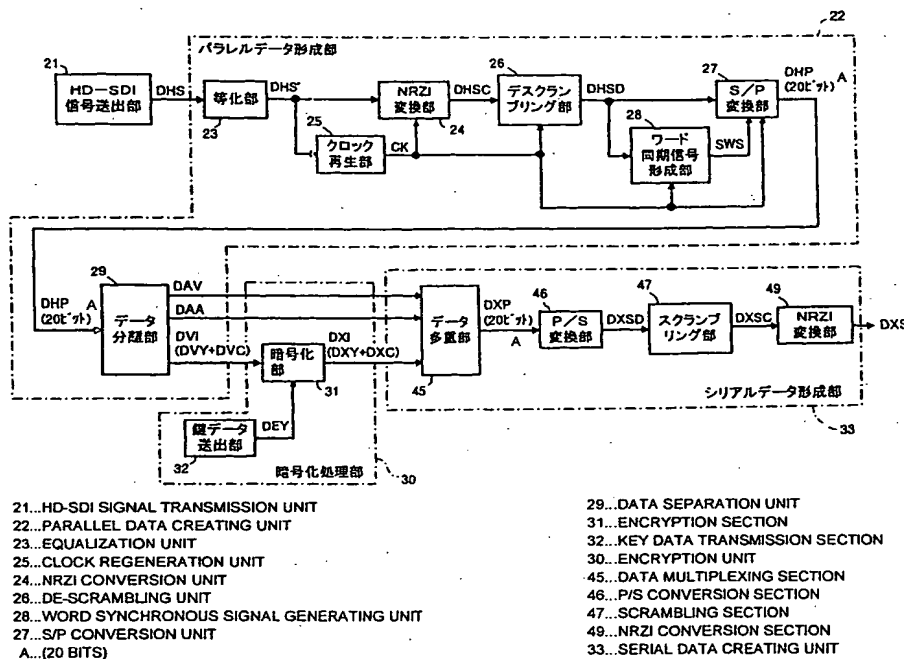 22
パラレルデータ形成部
21
HD-SDI
信号送出部
DHS
等化部
23
DHS'
NRZI
変換部
24
DHSC
26
デスクラン
ブリング部
DHSD
27
S/P
変換部
DHP
(20ビット)
A
25
クロック
再生部
CK
28
ワード
同期信号
形成部
SWS
DHP
(20ビット)
A
29
データ
分離部
DAV
DAA
DVI
(DVY+DVC)
暗号化
部
31
DXI
(DXY+DXC)
データ
多重部
45
DXP
(20ビット)
A
46
P/S
変換部
DXSD
47
スクラン
ブリング部
DXSC
49
NRZI
変換部
DXS
シリアルデータ形成部
33
鍵データ
送出部
32
DEY
暗号化処理部
30
21...HD-SDI SIGNAL TRANSMISSION UNIT
22...PARALLEL DATA CREATING UNIT
23...EQUALIZATION UNIT
25...CLOCK REGENERATION UNIT
24...NRZI CONVERSION UNIT
26...DE-SCRAMBLING UNIT
28...WORD SYNCHRONOUS SIGNAL GENERATING UNIT
27...S/P CONVERSION UNIT
A...(20 BITS)
29...DATA SEPARATION UNIT
31...ENCRYPTION SECTION
32...KEY DATA TRANSMISSION SECTION
30...ENCRYPTION UNIT
45...DATA MULTIPLEXING SECTION
46...P/S CONVERSION SECTION
47...SCRAMBLING SECTION
49...NRZI CONVERSION SECTION
33...SERIAL DATA CREATING UNIT